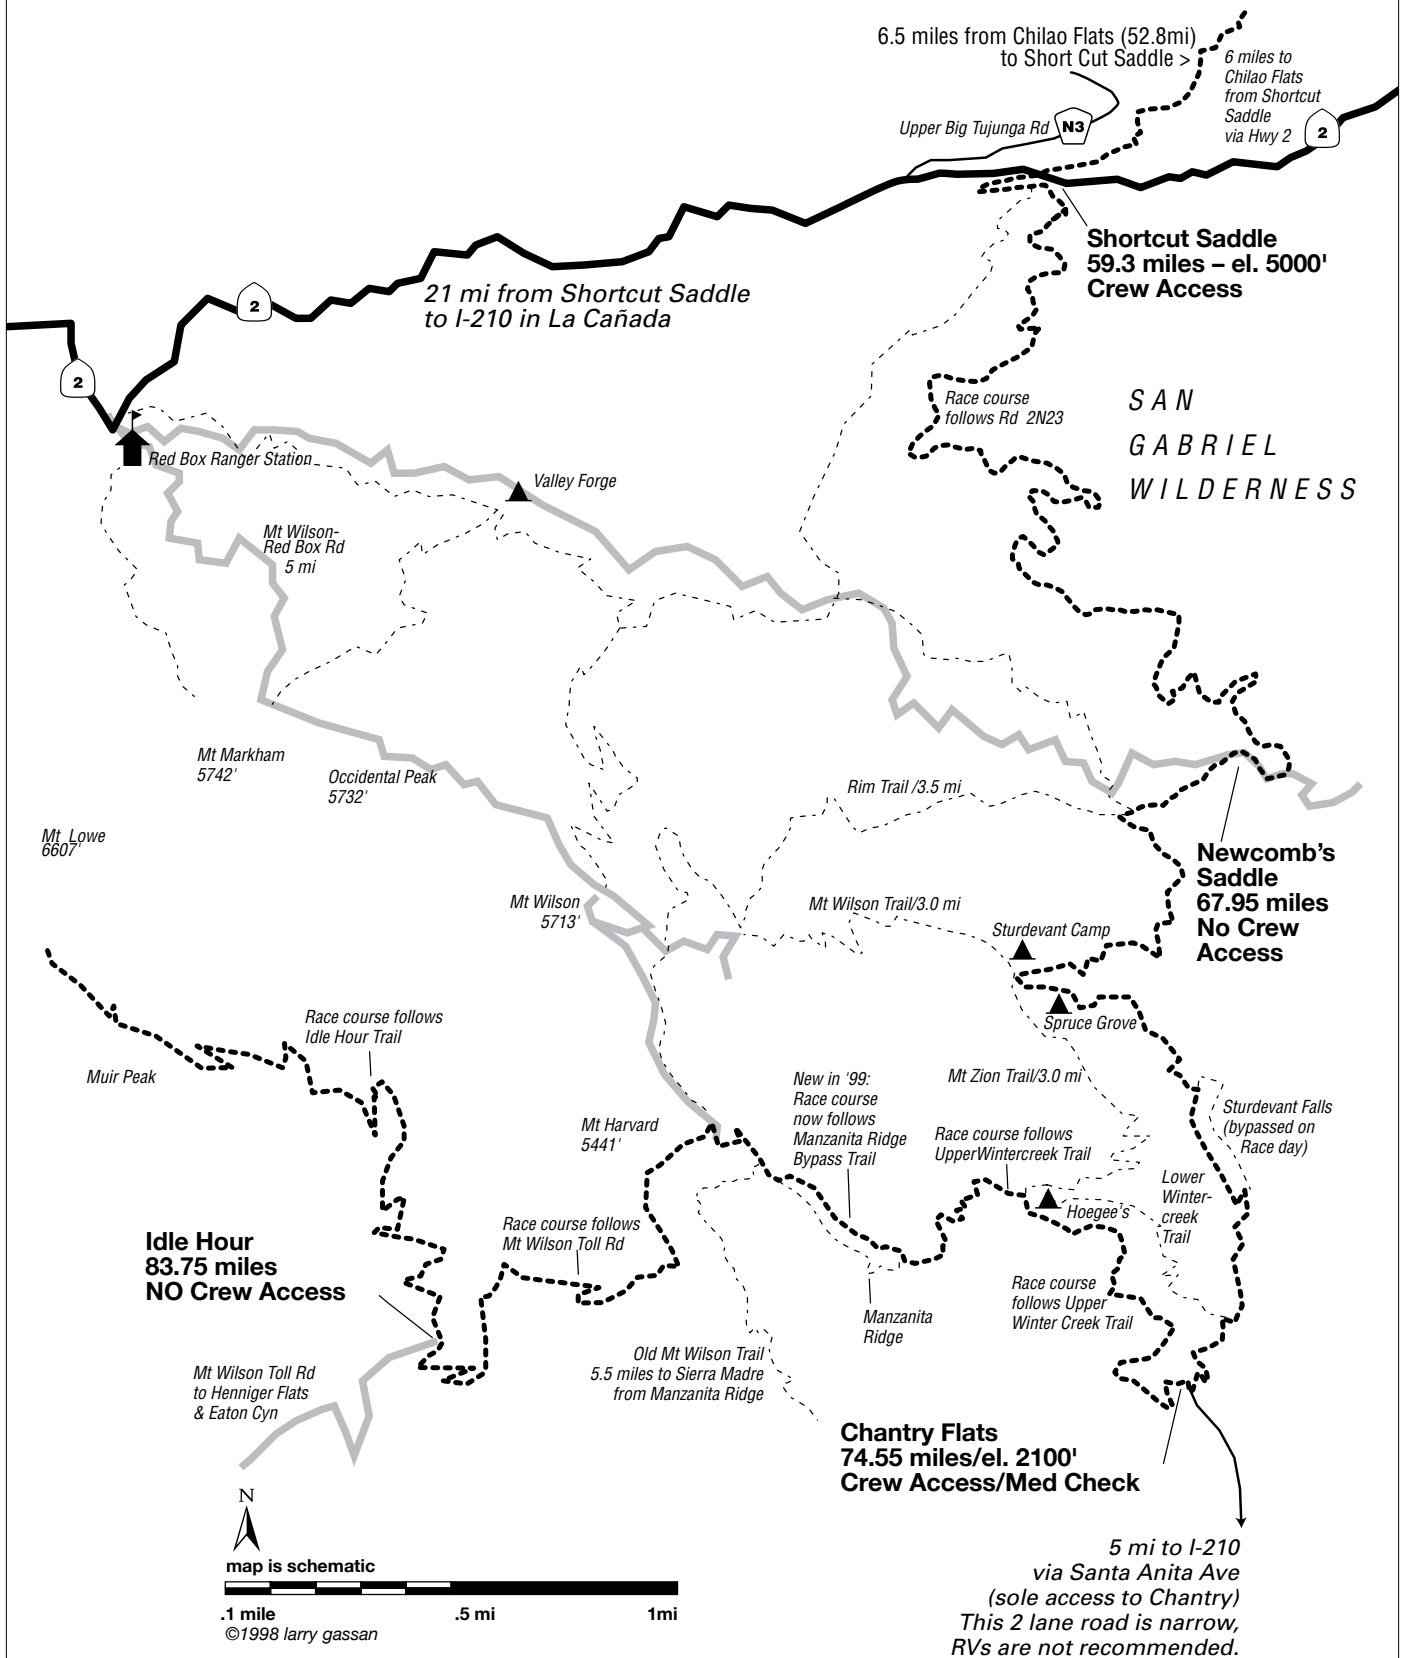 6.5 miles from Chilao Flats (52.8mi)
to Short Cut Saddle >
6 miles to
Chilao Flats
from Shortcut
Saddle
via Hwy 2
Upper Big Tujunga Rd
N3
2
Shortcut Saddle
59.3 miles – el. 5000'
Crew Access
2
21 mi from Shortcut Saddle
to I-210 in La Cañada
2
Race course
follows Rd 2N23
SAN
GABRIEL
WILDERNESS
Red Box Ranger Station
Valley Forge
Mt Wilson-
Red Box Rd
5 mi
Mt Markham
5742'
Occidental Peak
5732'
Rim Trail /3.5 mi
Mt Lowe
6607'
Newcomb’s
Saddle
67.95 miles
No Crew
Access
Mt Wilson
5713'
Mt Wilson Trail/3.0 mi
Sturdevant Camp
Spruce Grove
Race course follows
Idle Hour Trail
Muir Peak
New in '99:
Race course
now follows
Manzanita Ridge
Bypass Trail
Mt Zion Trail/3.0 mi
Sturdevant Falls
(bypassed on
Race day)
Mt Harvard
5441'
Race course follows
UpperWintercreek Trail
Lower
Winter-
creek
Trail
Hoegee's
Race course follows
Mt Wilson Toll Rd
Idle Hour
83.75 miles
NO Crew Access
Race course
follows Upper
Winter Creek Trail
Manzanita
Ridge
Old Mt Wilson Trail
5.5 miles to Sierra Madre
from Manzanita Ridge
Mt Wilson Toll Rd
to Henniger Flats
& Eaton Cyn
Chantry Flats
74.55 miles/el. 2100'
Crew Access/Med Check
N
map is schematic
.1 mile .5 mi 1mi
©1998 larry gassan
5 mi to I-210
via Santa Anita Ave
(sole access to Chantry)
This 2 lane road is narrow,
RVs are not recommended.